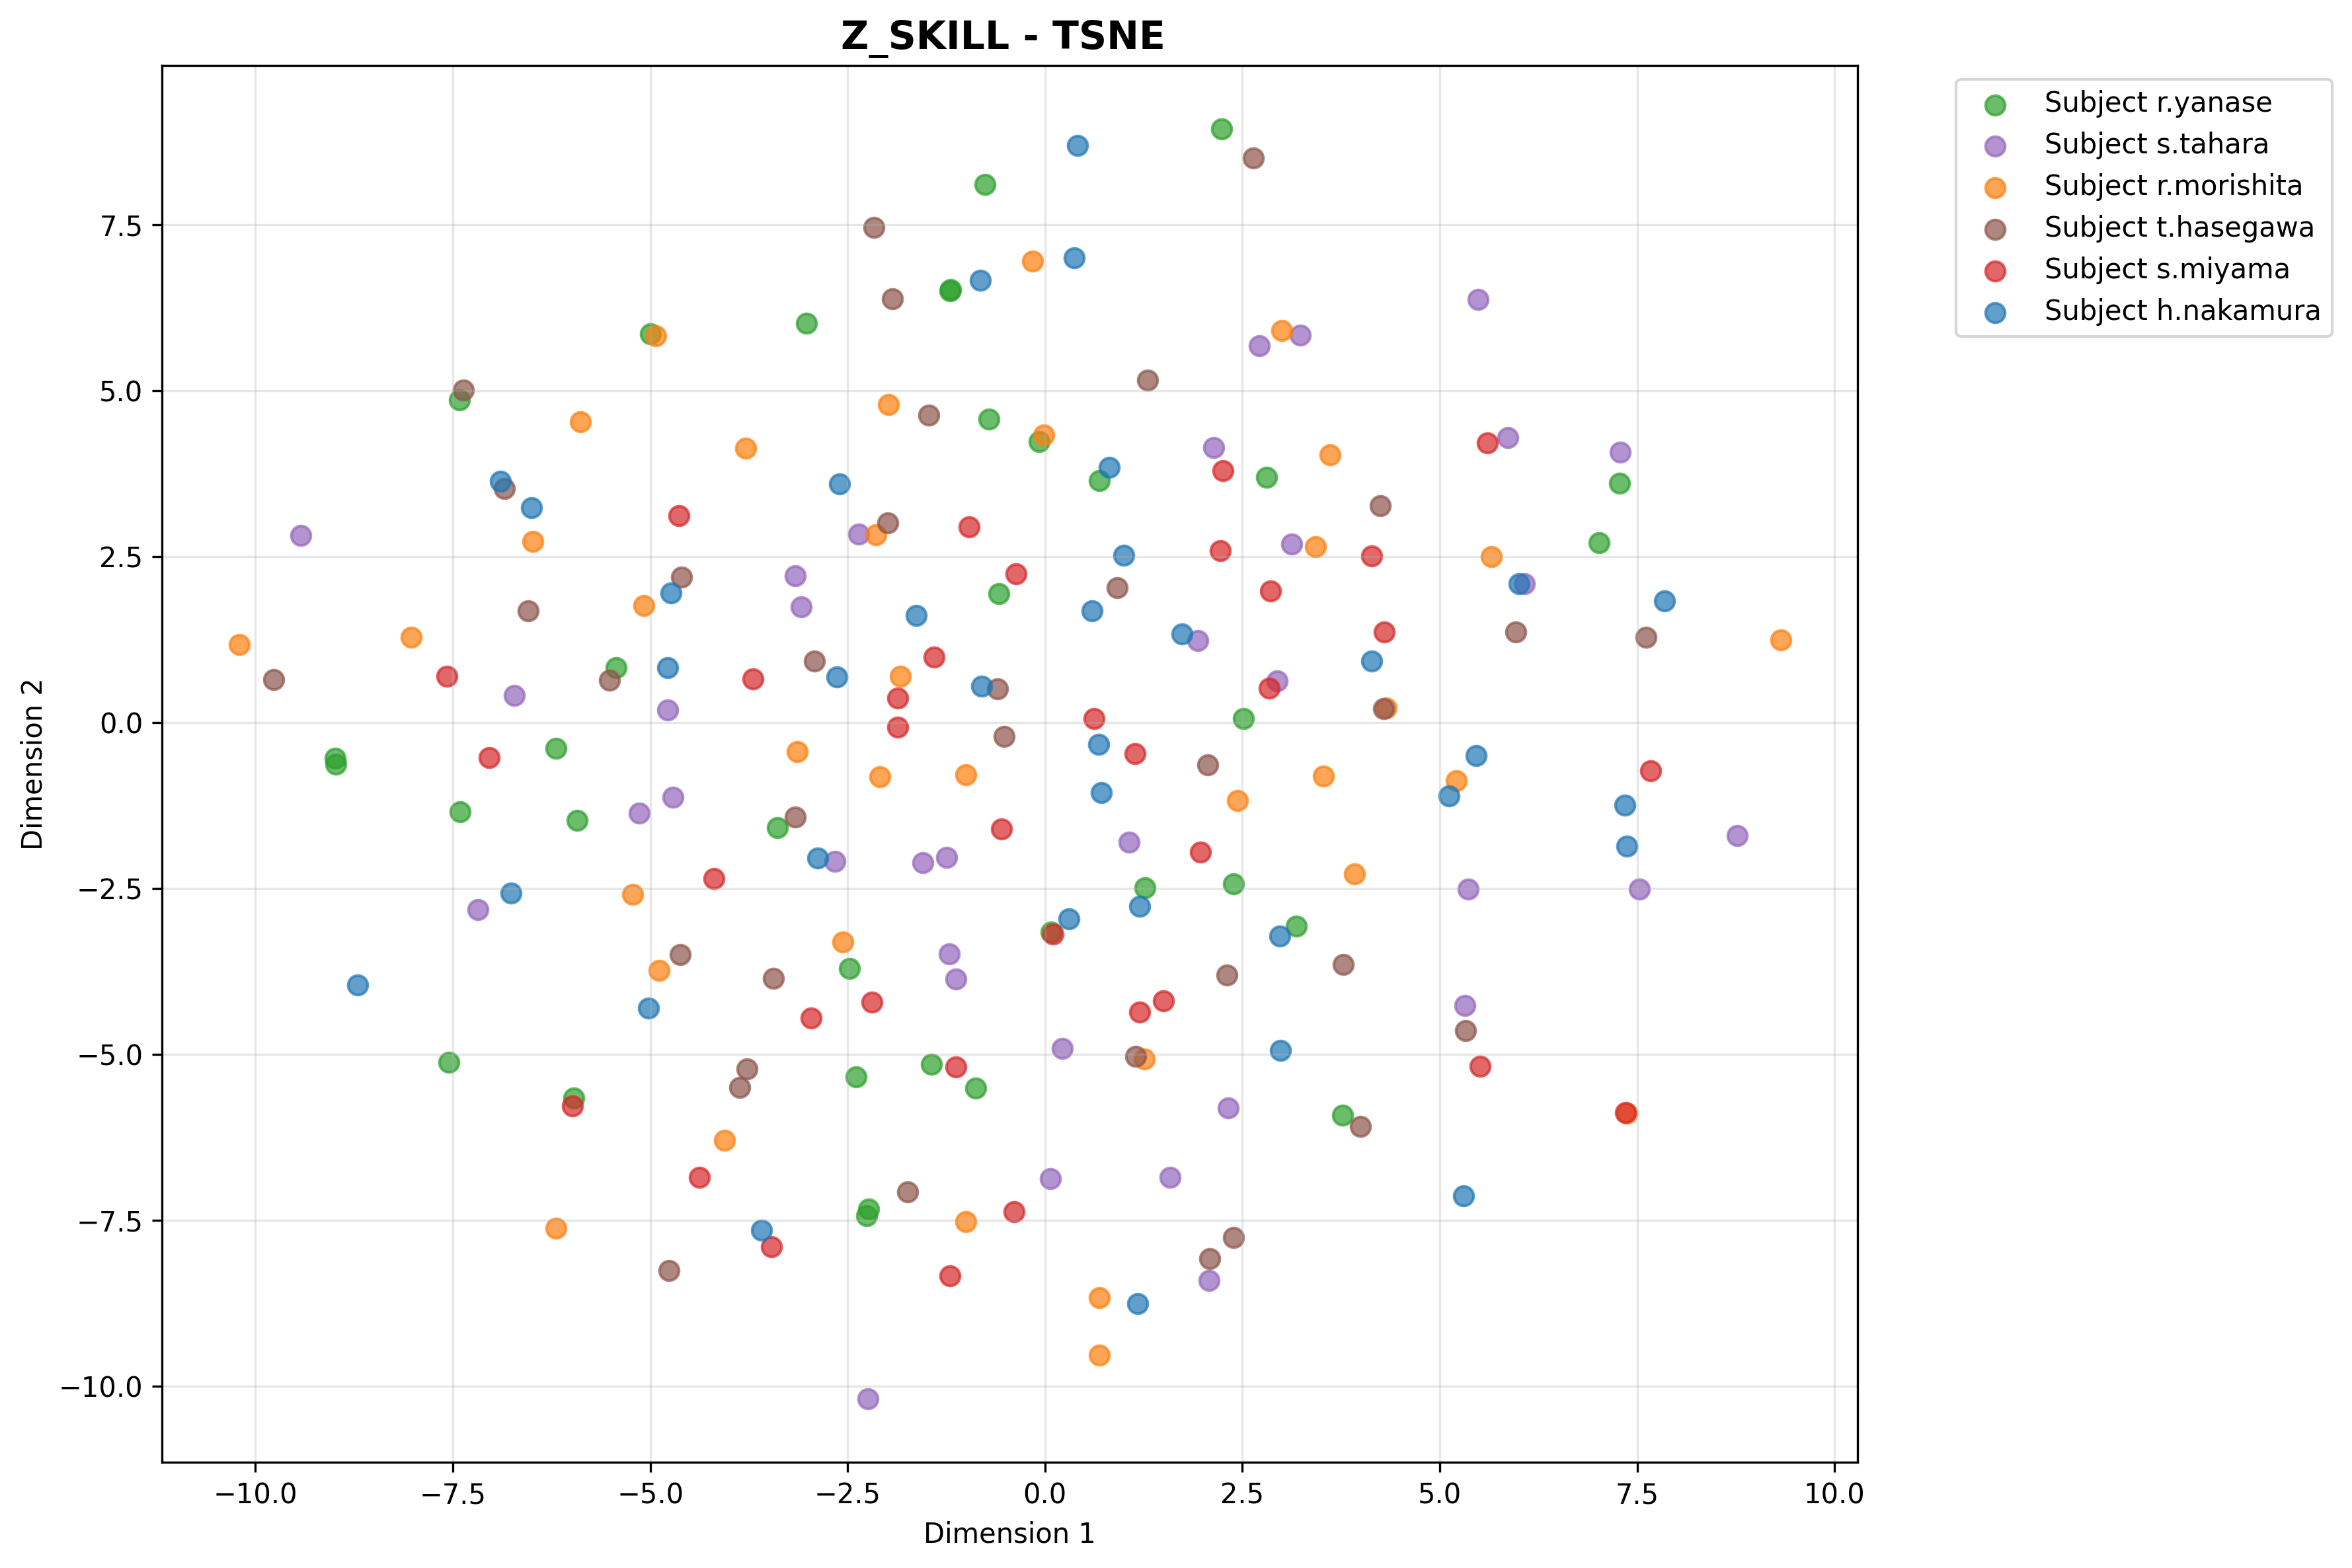 Z_SKILL - TSNE
Subject r.yanase
Subject s.tahara
Subject r.morishita
Subject t.hasegawa
Subject s.miyama
Subject h.nakamura
Dimension 2
7.5
5.0
2.5
0.0
−2.5
−5.0
−7.5
−10.0
−10.0 −7.5 −5.0 −2.5 0.0 2.5 5.0 7.5 10.0
Dimension 1